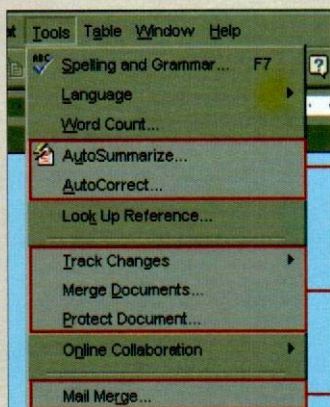 Tools Table Window Help
ABC Spelling and Grammar... F7
Language
Word Count...
AutoSummarize...
AutoCorrect...
Look Up Reference...
Track Changes
Merge Documents...
Protect Document...
Online Collaboration
Mail Merge...